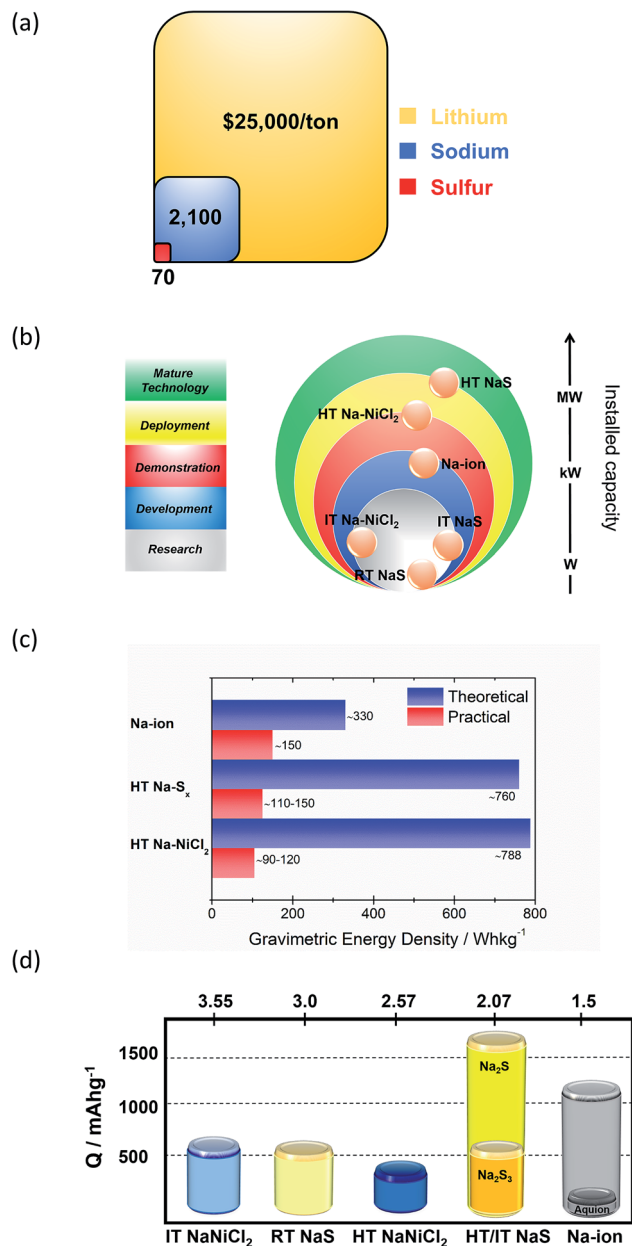 (a)
$25,000/ton
Lithium
Sodium
Sulfur
2,100
70
(b)
Mature
Technology
Deployment
Demonstration
Development
Research
HT NaS
HT Na-NiCl₂
Na-ion
IT Na-NiCl₂
IT NaS
RT NaS
MW
kW
W
Installed capacity
(c)
Theoretical
Practical
Na-ion
~330
~150
HT Na-Sₓ
~760
~110-150
HT Na-NiCl₂
~788
~90-120
0 200 400 600 800
Gravimetric Energy Density / Whkg⁻¹
(d)
3.55 3.0 2.57 2.07 1.5
Q / mAhg⁻¹
1500
1000
500
Na₂S
Na₂S₃
Aquion
IT NaNiCl₂ RT NaS HT NaNiCl₂ HT/IT NaS Na-ion